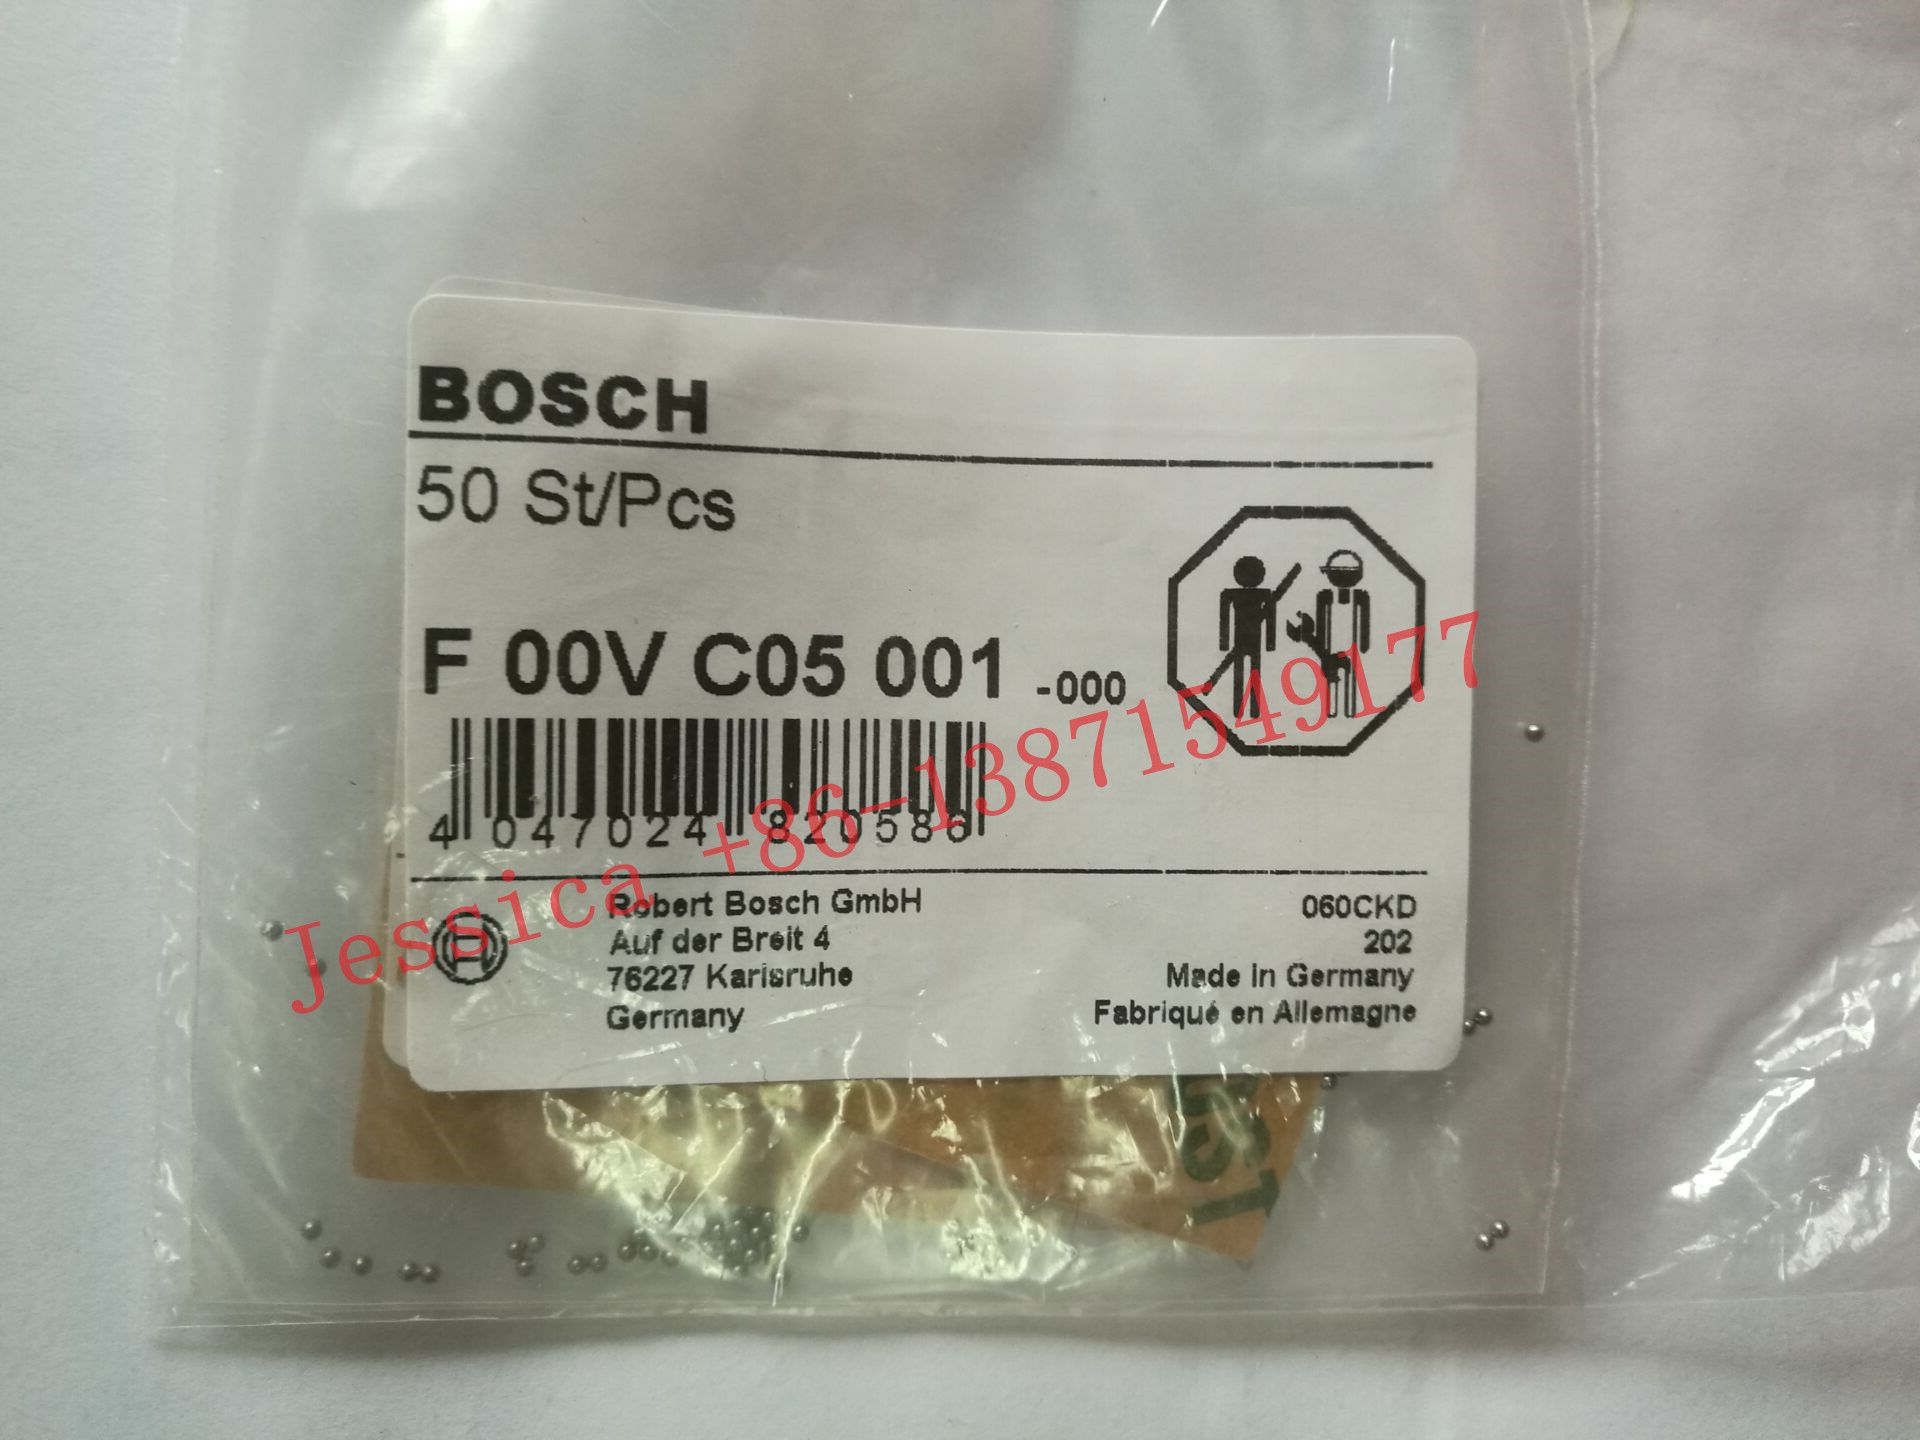 BOSCH
50 St/Pcs
F 00V C05 001 -000
4 047024 820586
Jessica +86-13871549177
Robert Bosch GmbH
Auf der Breit 4
76227 Karlsruhe
Germany
060CKD
202
Made in Germany
Fabriqué en Allemagne